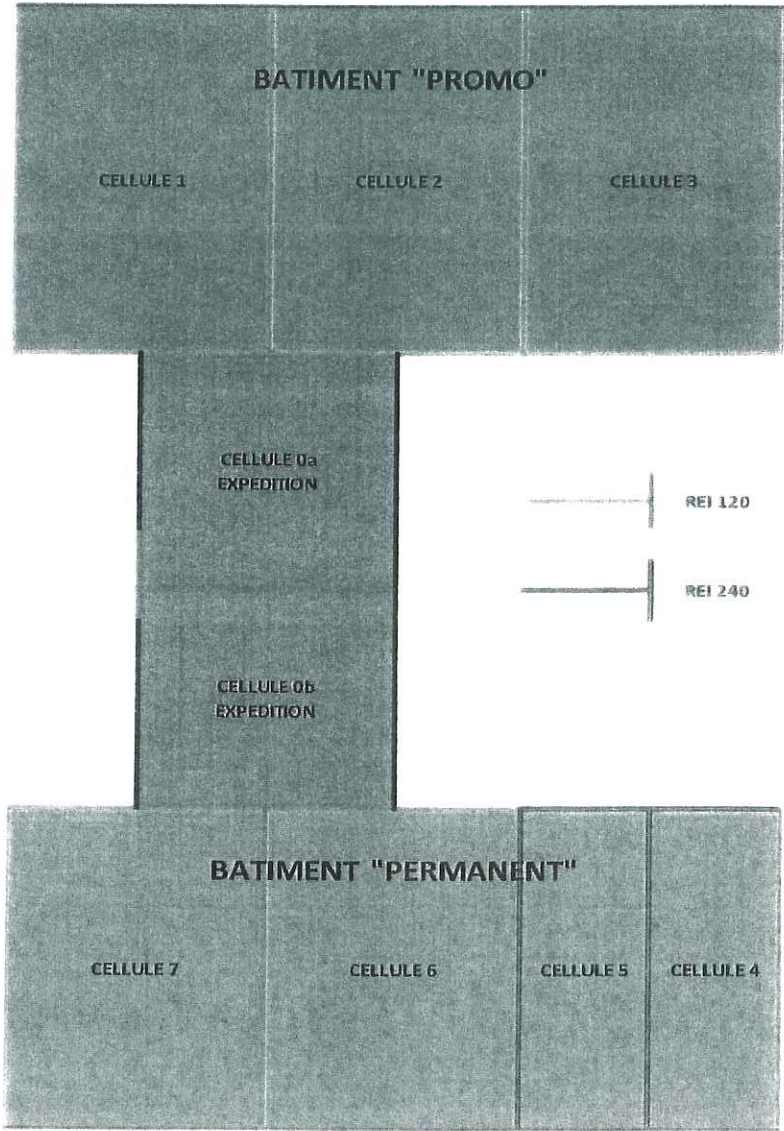 BATIMENT "PROMO"
CELLULE 1
CELLULE 2
CELLULE 3
CELLULE 0a
EXPEDITION
REI 120
REI 240
CELLULE 0b
EXPEDITION
BATIMENT "PERMANENT"
CELLULE 7
CELLULE 6
CELLULE 5
CELLULE 4